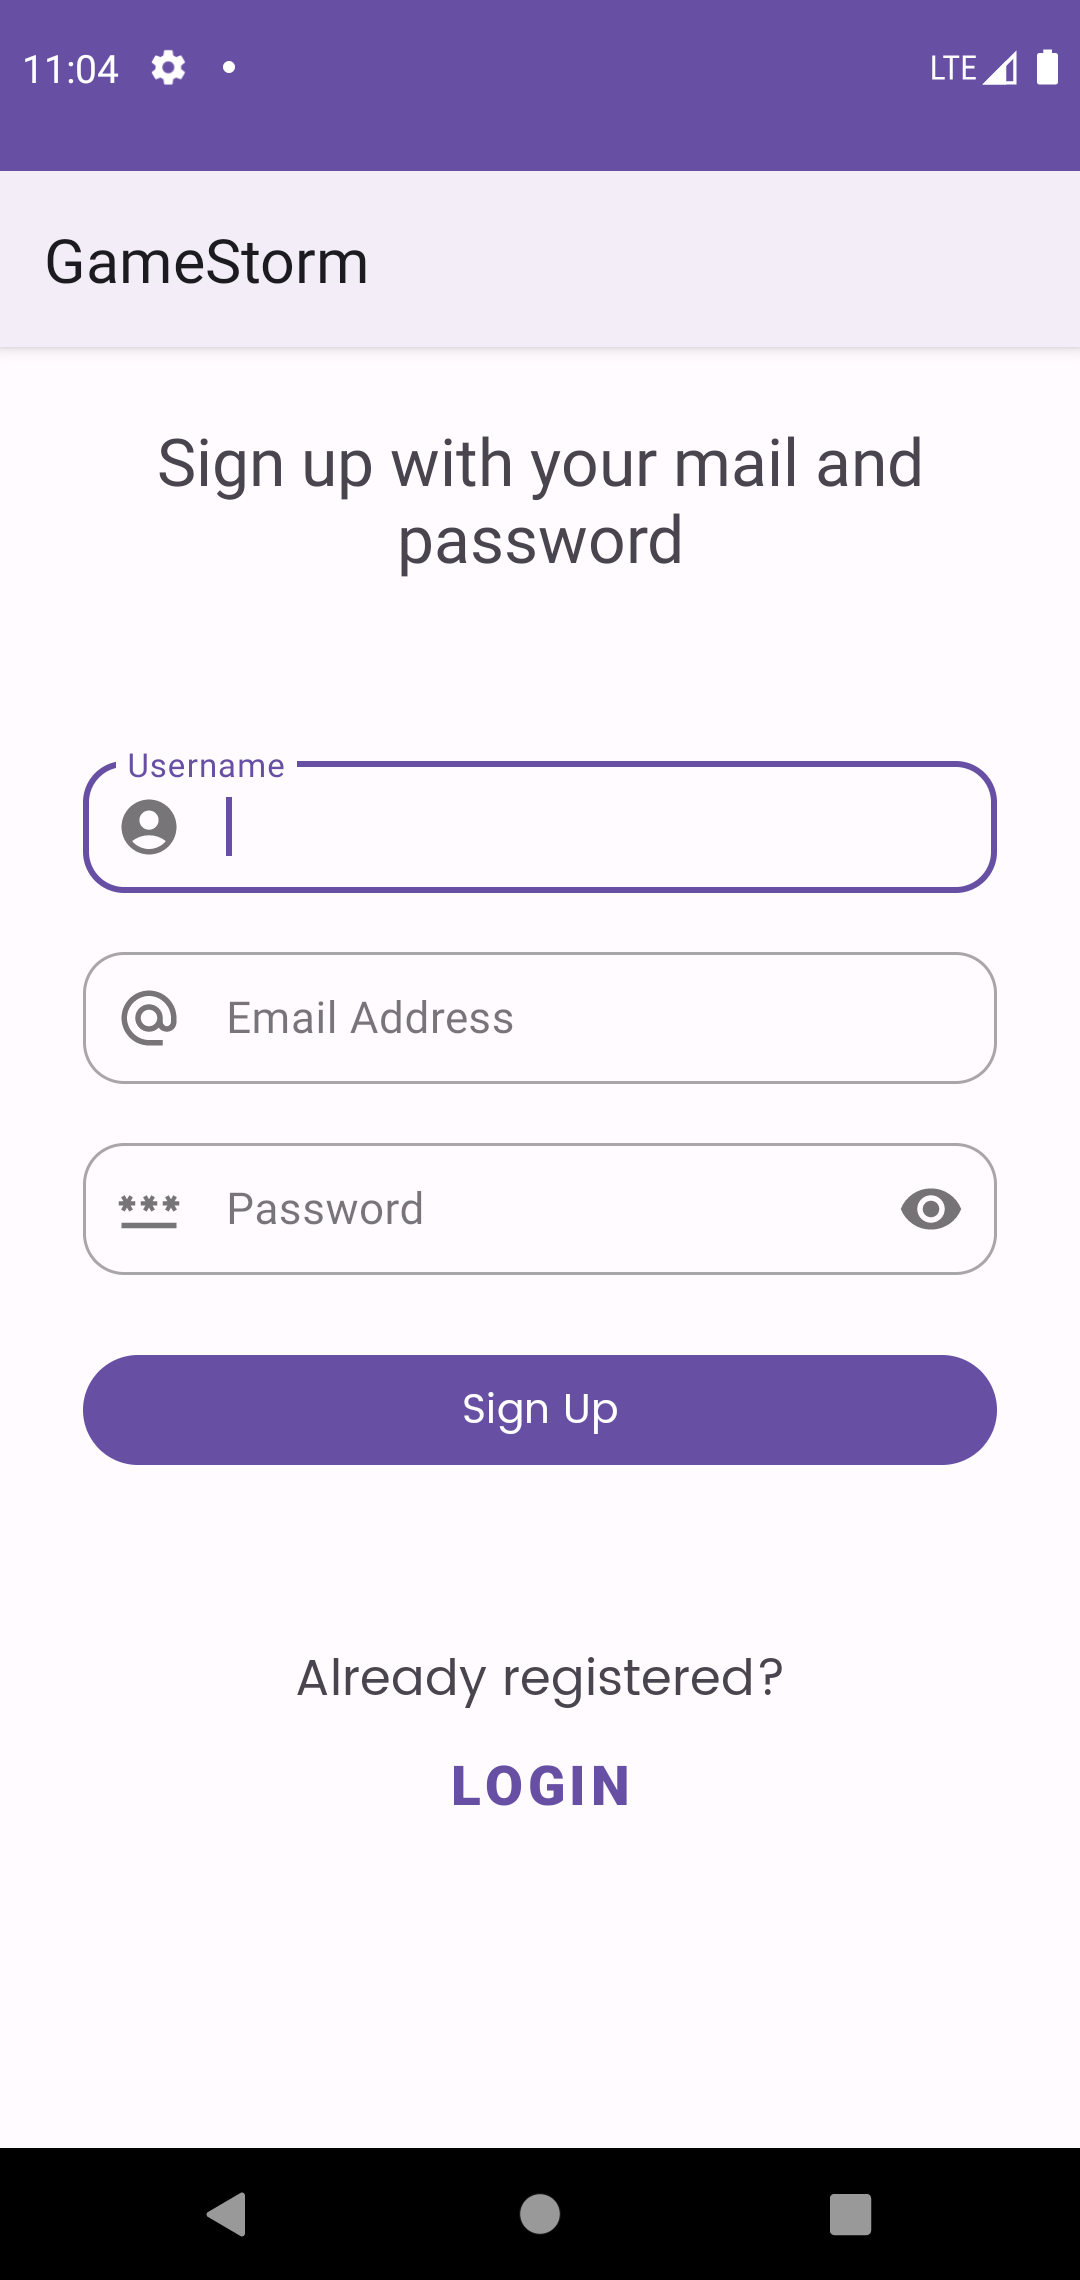 11:04
LTE
GameStorm
Sign up with your mail and
password
Username
Email Address
Password
Sign Up
Already registered?
LOGIN